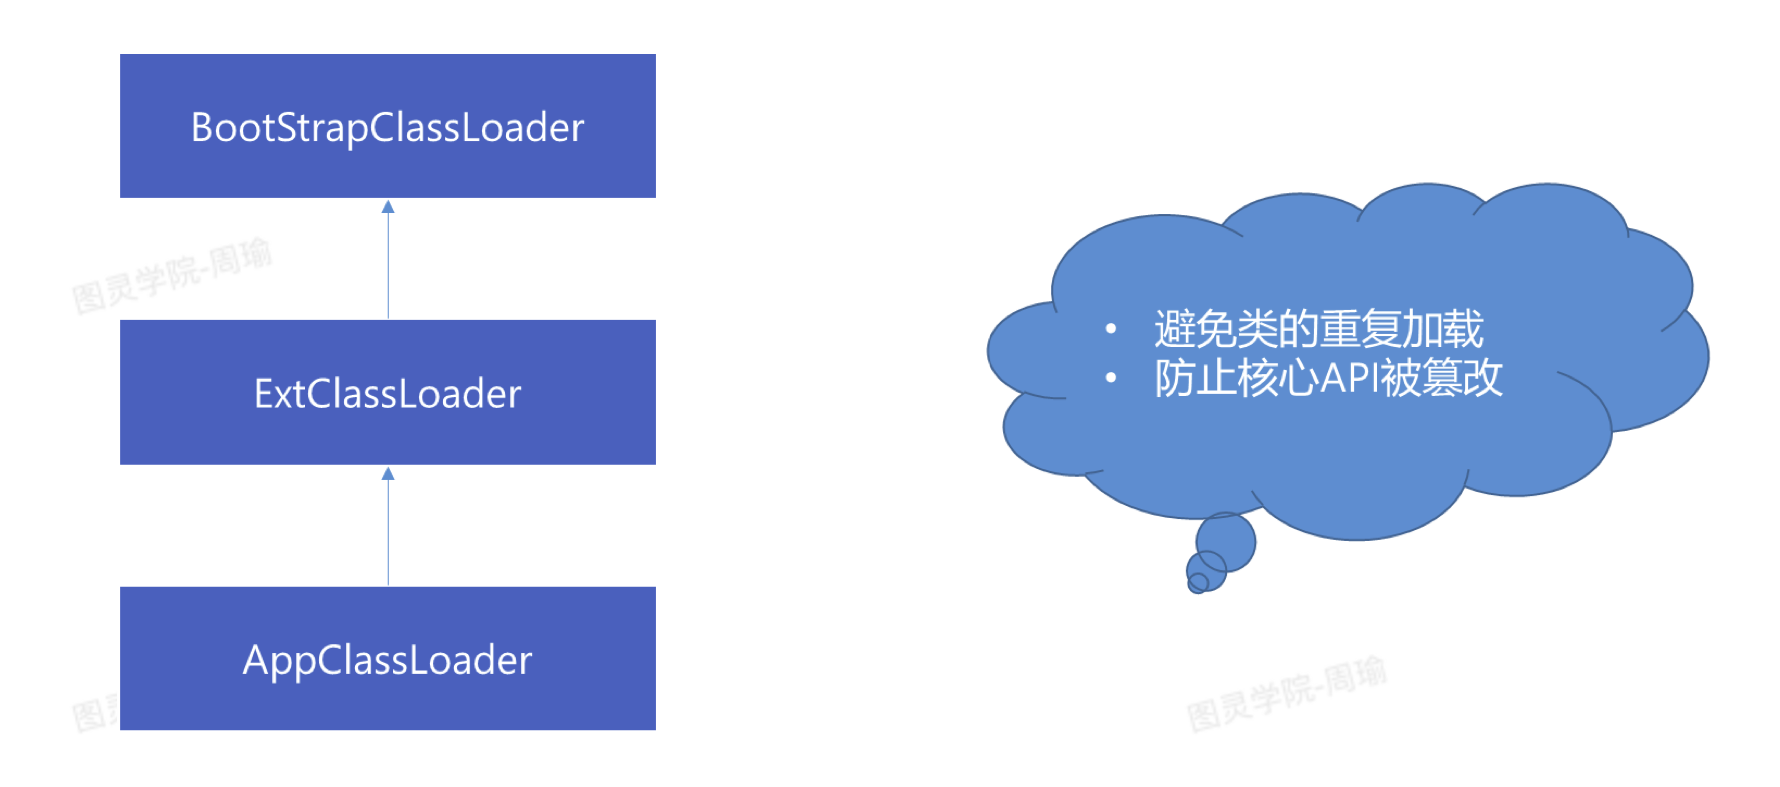 BootStrapClassLoader
图灵学院-周瑜
ExtClassLoader
• 避免类的重复加载
• 防止核心API被篡改
AppClassLoader
图灵
图灵学院-周瑜